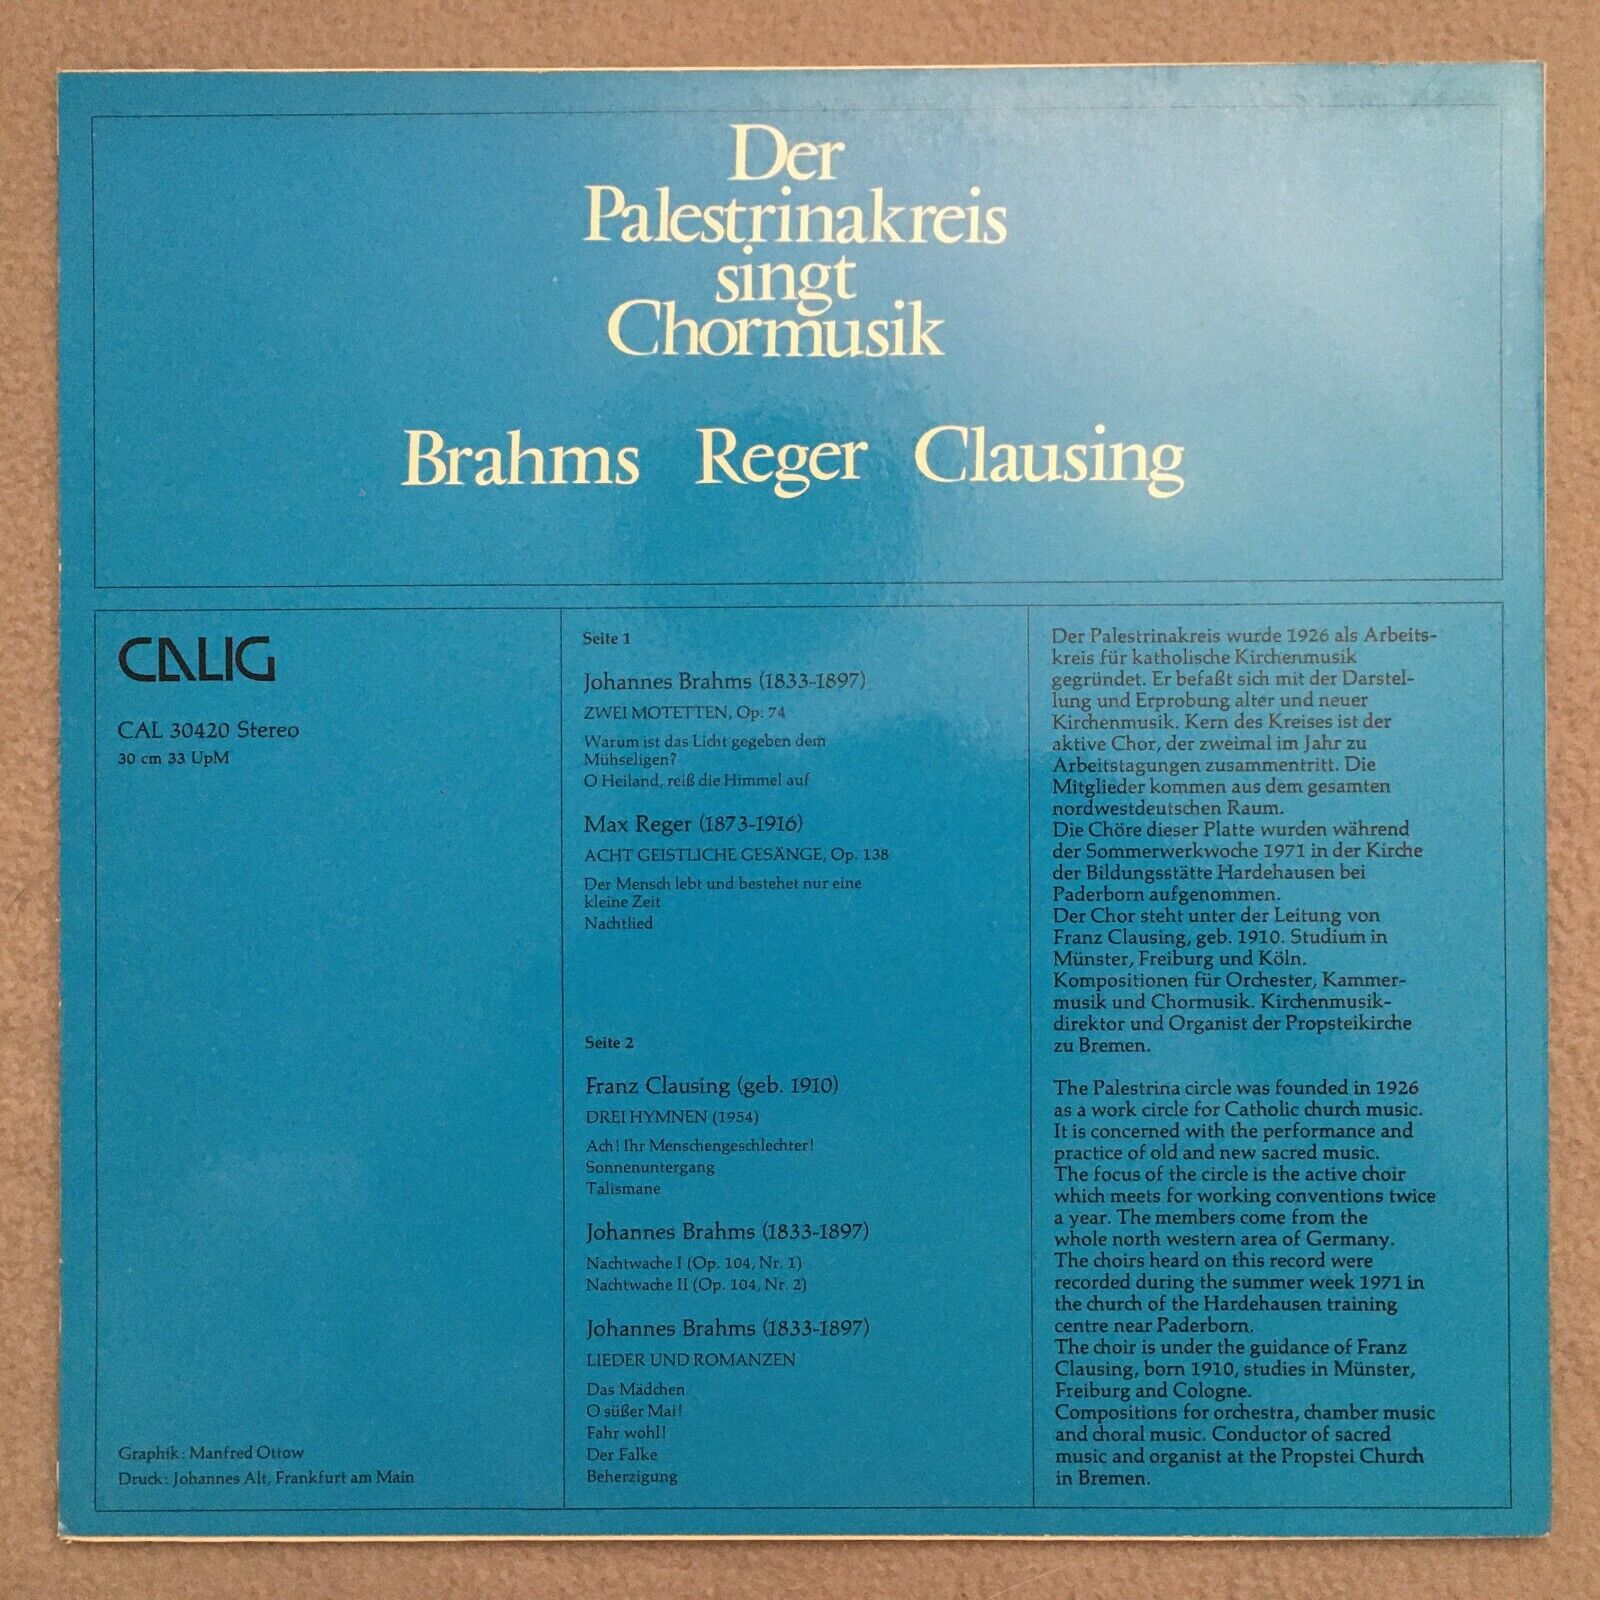 Der
Palestrinakreis
singt
Chormusik
Brahms Reger Clausing
CALIG
CAL 30420 Stereo
30 cm 33 UpM
Graphik: Manfred Ottow
Druck: Johannes Alt, Frankfurt am Main
Seite 1
Johannes Brahms (1833-1897)
ZWEI MOTETTEN, Op. 74
Warum ist das Licht gegeben dem
Mühseligen?
O Heiland, reiß die Himmel auf
Max Reger (1873-1916)
ACHT GEISTLICHE GESÄNGE, Op. 138
Der Mensch lebt und bestehet nur eine
kleine Zeit
Nachtlied
Seite 2
Franz Clausing (geb. 1910)
DREI HYMNEN (1954)
Ach! Ihr Menschengeschlechter!
Sonnenuntergang
Talismane
Johannes Brahms (1833-1897)
Nachtwache I (Op. 104, Nr. 1)
Nachtwache II (Op. 104, Nr. 2)
Johannes Brahms (1833-1897)
LIEDER UND ROMANZEN
Das Mädchen
O süßer Mai!
Fahr wohl!
Der Falke
Beherzigung
Der Palestrinakreis wurde 1926 als Arbeits-
kreis für katholische Kirchenmusik
gegründet. Er befaßt sich mit der Darstel-
lung und Erprobung alter und neuer
Kirchenmusik. Kern des Kreises ist der
aktive Chor, der zweimal im Jahr zu
Arbeitstagungen zusammentritt. Die
Mitglieder kommen aus dem gesamten
nordwestdeutschen Raum.
Die Chöre dieser Platte wurden während
der Sommerwerkwoche 1971 in der Kirche
der Bildungsstätte Hardehausen bei
Paderborn aufgenommen.
Der Chor steht unter der Leitung von
Franz Clausing, geb. 1910. Studium in
Münster, Freiburg und Köln.
Kompositionen für Orchester, Kammer-
musik und Chormusik. Kirchenmusik-
direktor und Organist der Propsteikirche
zu Bremen.
The Palestrina circle was founded in 1926
as a work circle for Catholic church music.
It is concerned with the performance and
practice of old and new sacred music.
The focus of the circle is the active choir
which meets for working conventions twice
a year. The members come from the
whole north western area of Germany.
The choirs heard on this record were
recorded during the summer week 1971 in
the church of the Hardehausen training
centre near Paderborn.
The choir is under the guidance of Franz
Clausing, born 1910, studies in Münster,
Freiburg and Cologne.
Compositions for orchestra, chamber music
and choral music. Conductor of sacred
music and organist at the Propstei Church
in Bremen.